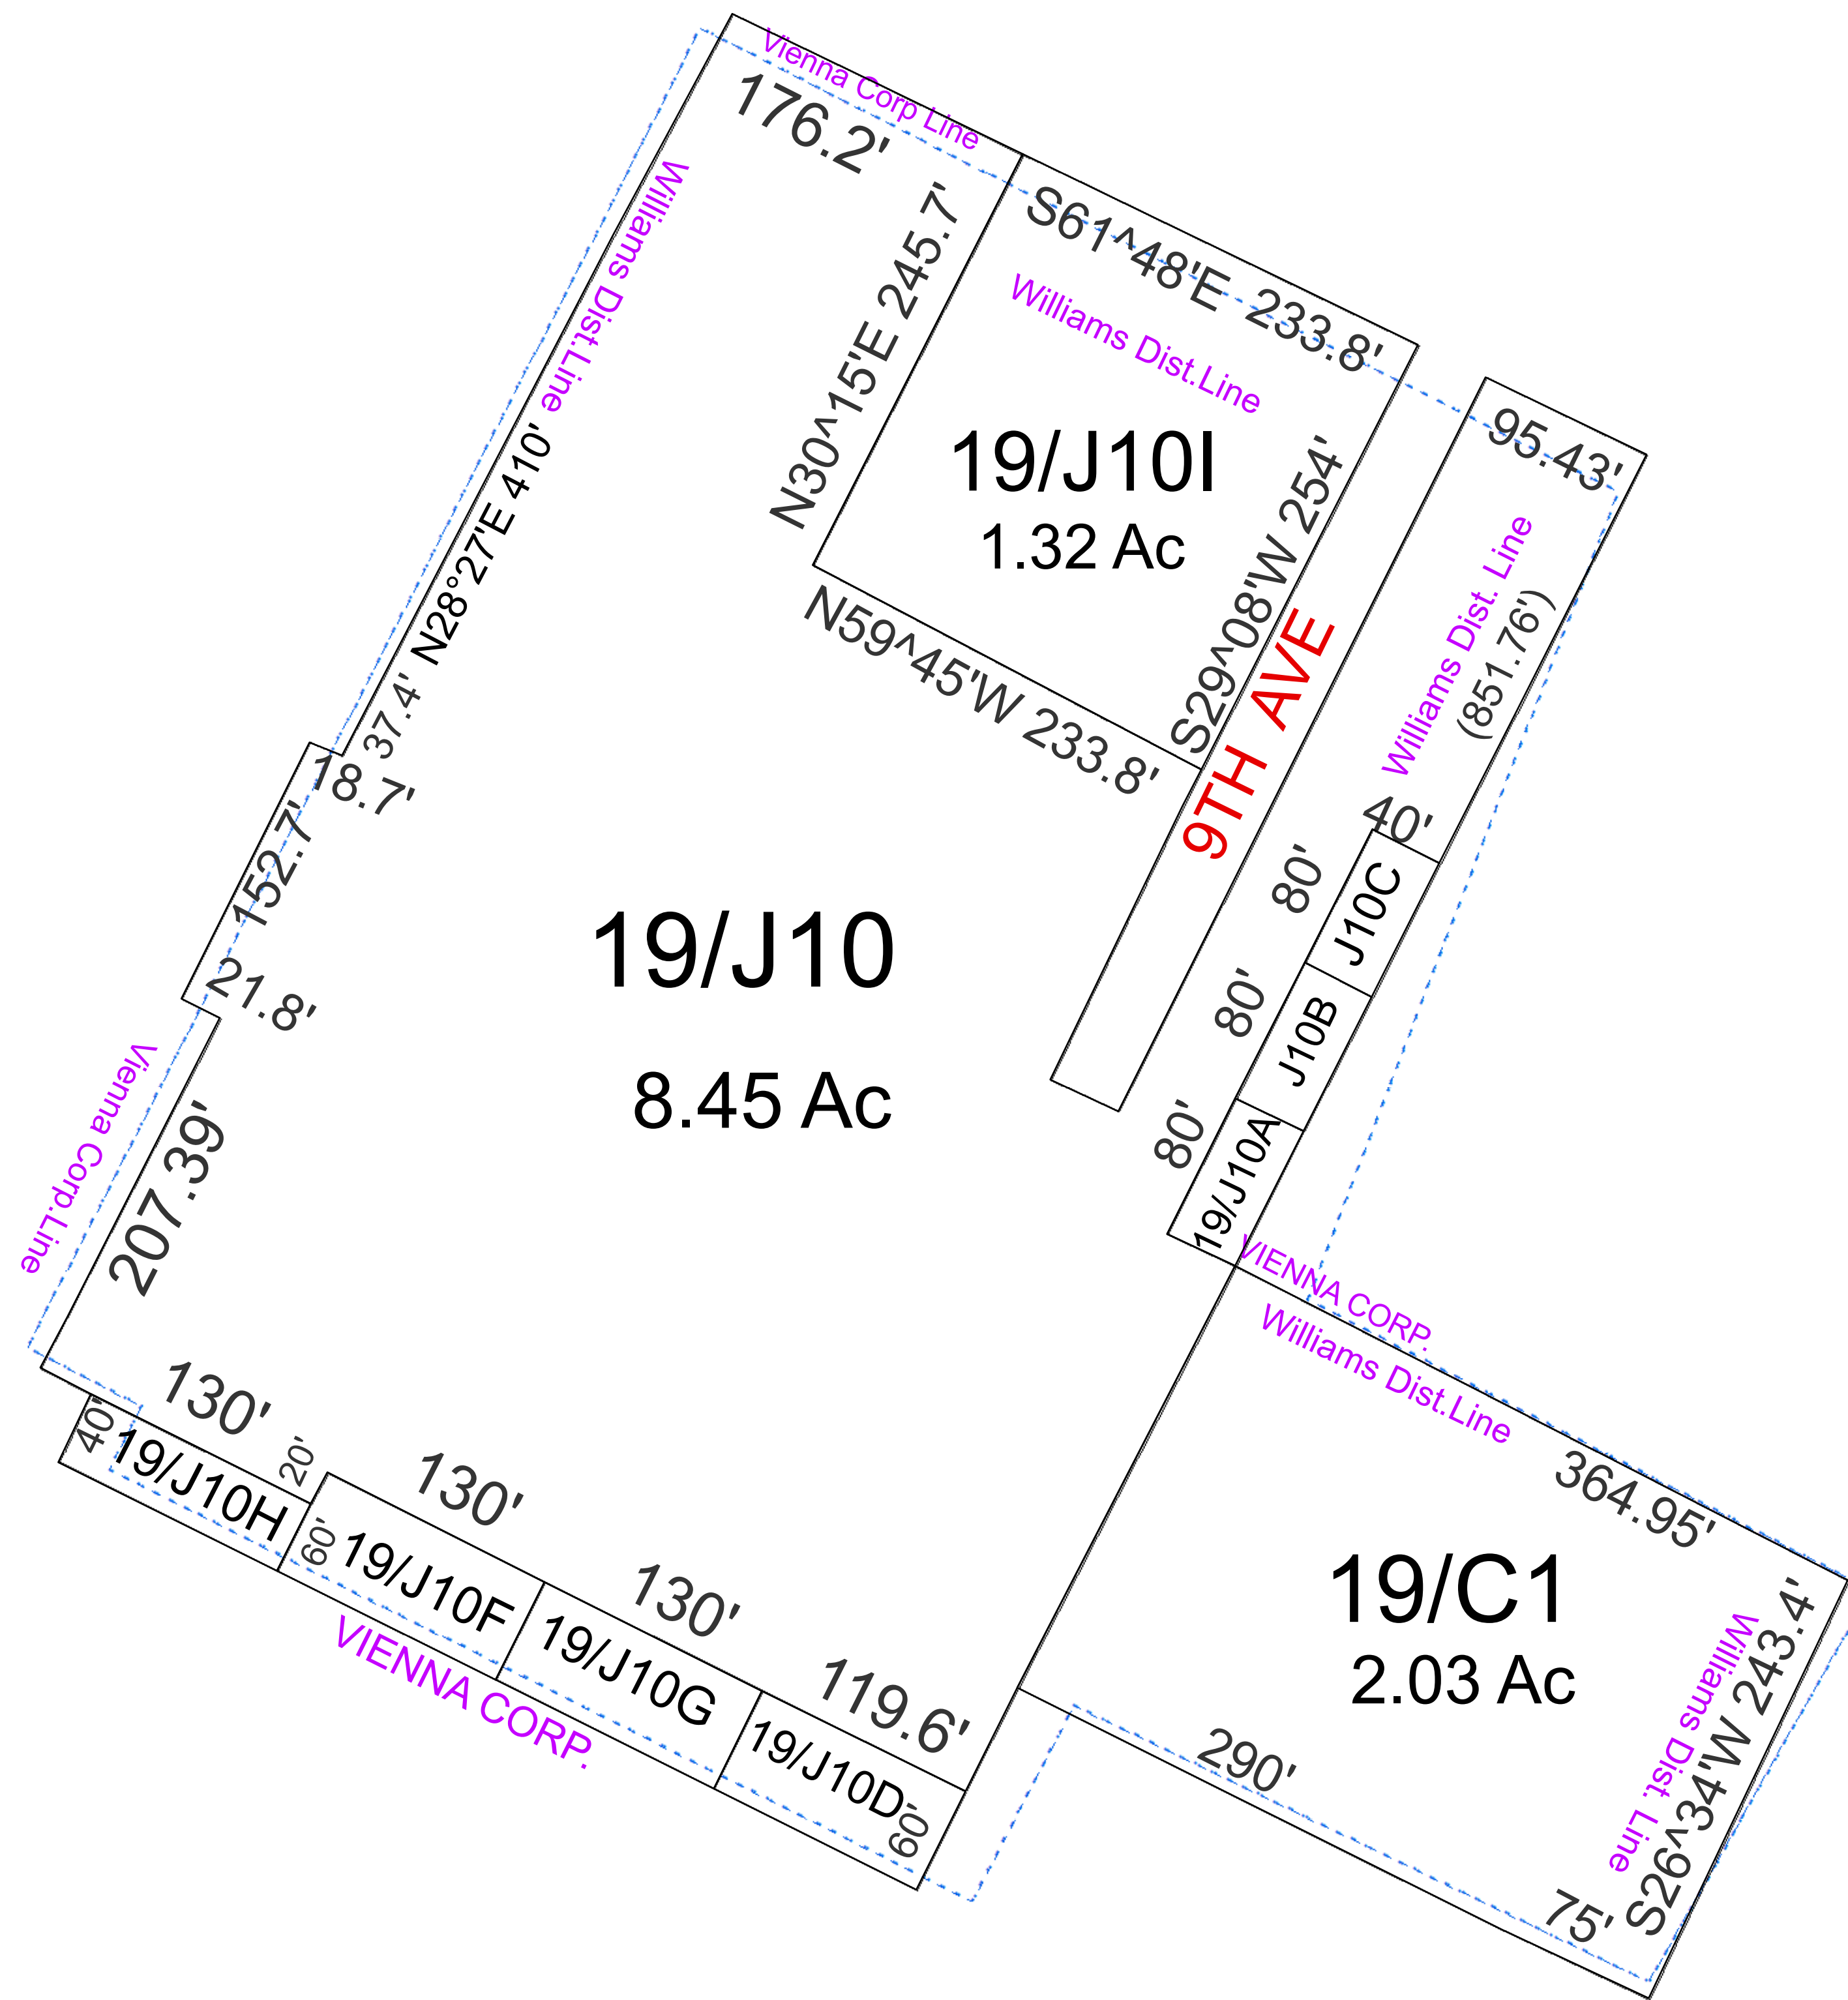 Vienna Corp Line
176.2'
Williams Dist.Line
N30^15'E 245.7'
S61^48'E 233.8'
Williams Dist.Line
19/J10I
1.32 Ac
95.43'
N28°27'E 410'
37.4'
N59^45'W 233.8'
S29^08'W 254'
9TH AVE
Williams Dist. Line
(851.76')
18.7'
152.7'
21.8'
40'
80'
J10C
80'
J10B
80'
19/J10A
19/J10
8.45 Ac
Vienna Corp.Line
207.39'
VIENNA CORP.
Williams Dist.Line
364.95'
130'
40'
19/J10H
20'
130'
60'
19/J10F
130'
19/J10G
119.6'
19/J10D
60'
VIENNA CORP.
19/C1
2.03 Ac
290'
75'
Williams Dist. Line
S26^34"W 243.4'